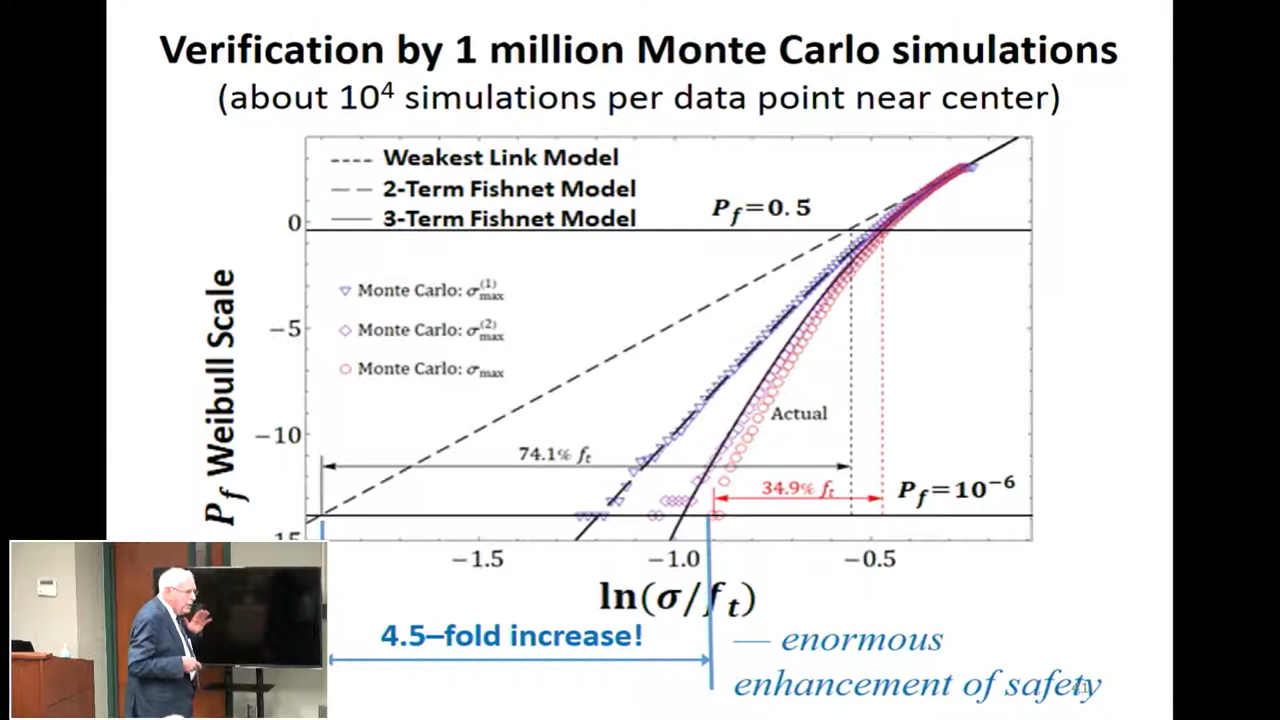 Verification by 1 million Monte Carlo simulations
(about 10⁴ simulations per data point near center)
Weakest Link Model
2-Term Fishnet Model
3-Term Fishnet Model
P_f = 0.5
0
Monte Carlo: σ_max^(1)
Monte Carlo: σ_max^(2)
Monte Carlo: σ_max
−5
−10
Actual
74.1% f_t
34.9% f_t
P_f = 10⁻⁶
15
P_f Weibull Scale
−1.5
−1.0
−0.5
ln(σ/f_t)
4.5–fold increase!
— enormous
enhancement of safety
41